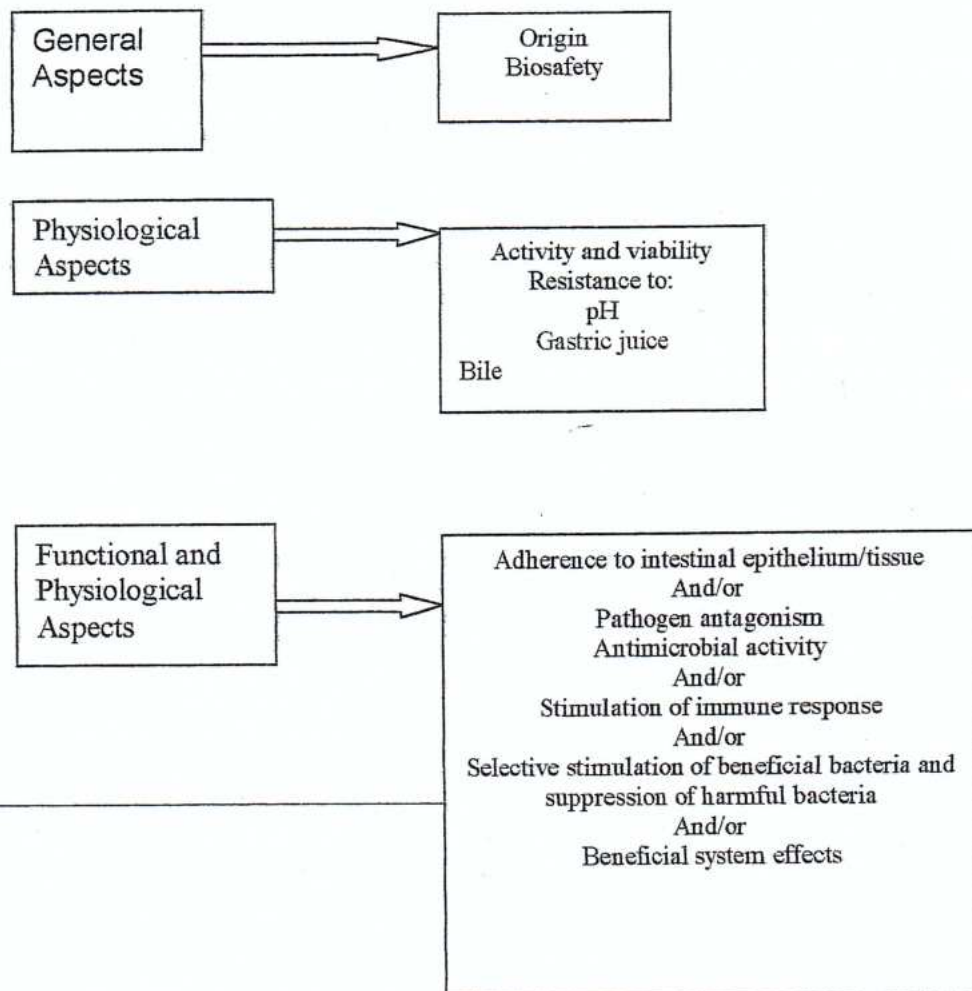 General
Aspects
Origin
Biosafety
Physiological
Aspects
Activity and viability
Resistance to:
pH
Gastric juice
Bile
Functional and
Physiological
Aspects
Adherence to intestinal epithelium/tissue
And/or
Pathogen antagonism
Antimicrobial activity
And/or
Stimulation of immune response
And/or
Selective stimulation of beneficial bacteria and
suppression of harmful bacteria
And/or
Beneficial system effects